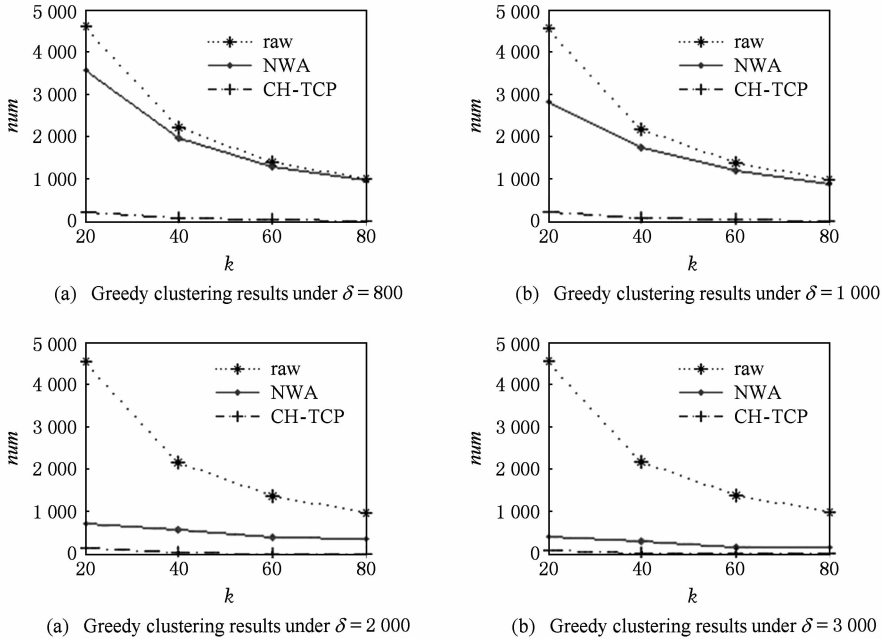 5 000
4 000
3 000
2 000
1 000
0
num
raw
NWA
CH-TCP
20 40 60 80
k
(a) Greedy clustering results under δ = 800
5 000
4 000
3 000
2 000
1 000
0
num
raw
NWA
CH-TCP
20 40 60 80
k
(b) Greedy clustering results under δ = 1 000
5 000
4 000
3 000
2 000
1 000
0
num
raw
NWA
CH-TCP
20 40 60 80
k
(a) Greedy clustering results under δ = 2 000
5 000
4 000
3 000
2 000
1 000
0
num
raw
NWA
CH-TCP
20 40 60 80
k
(b) Greedy clustering results under δ = 3 000